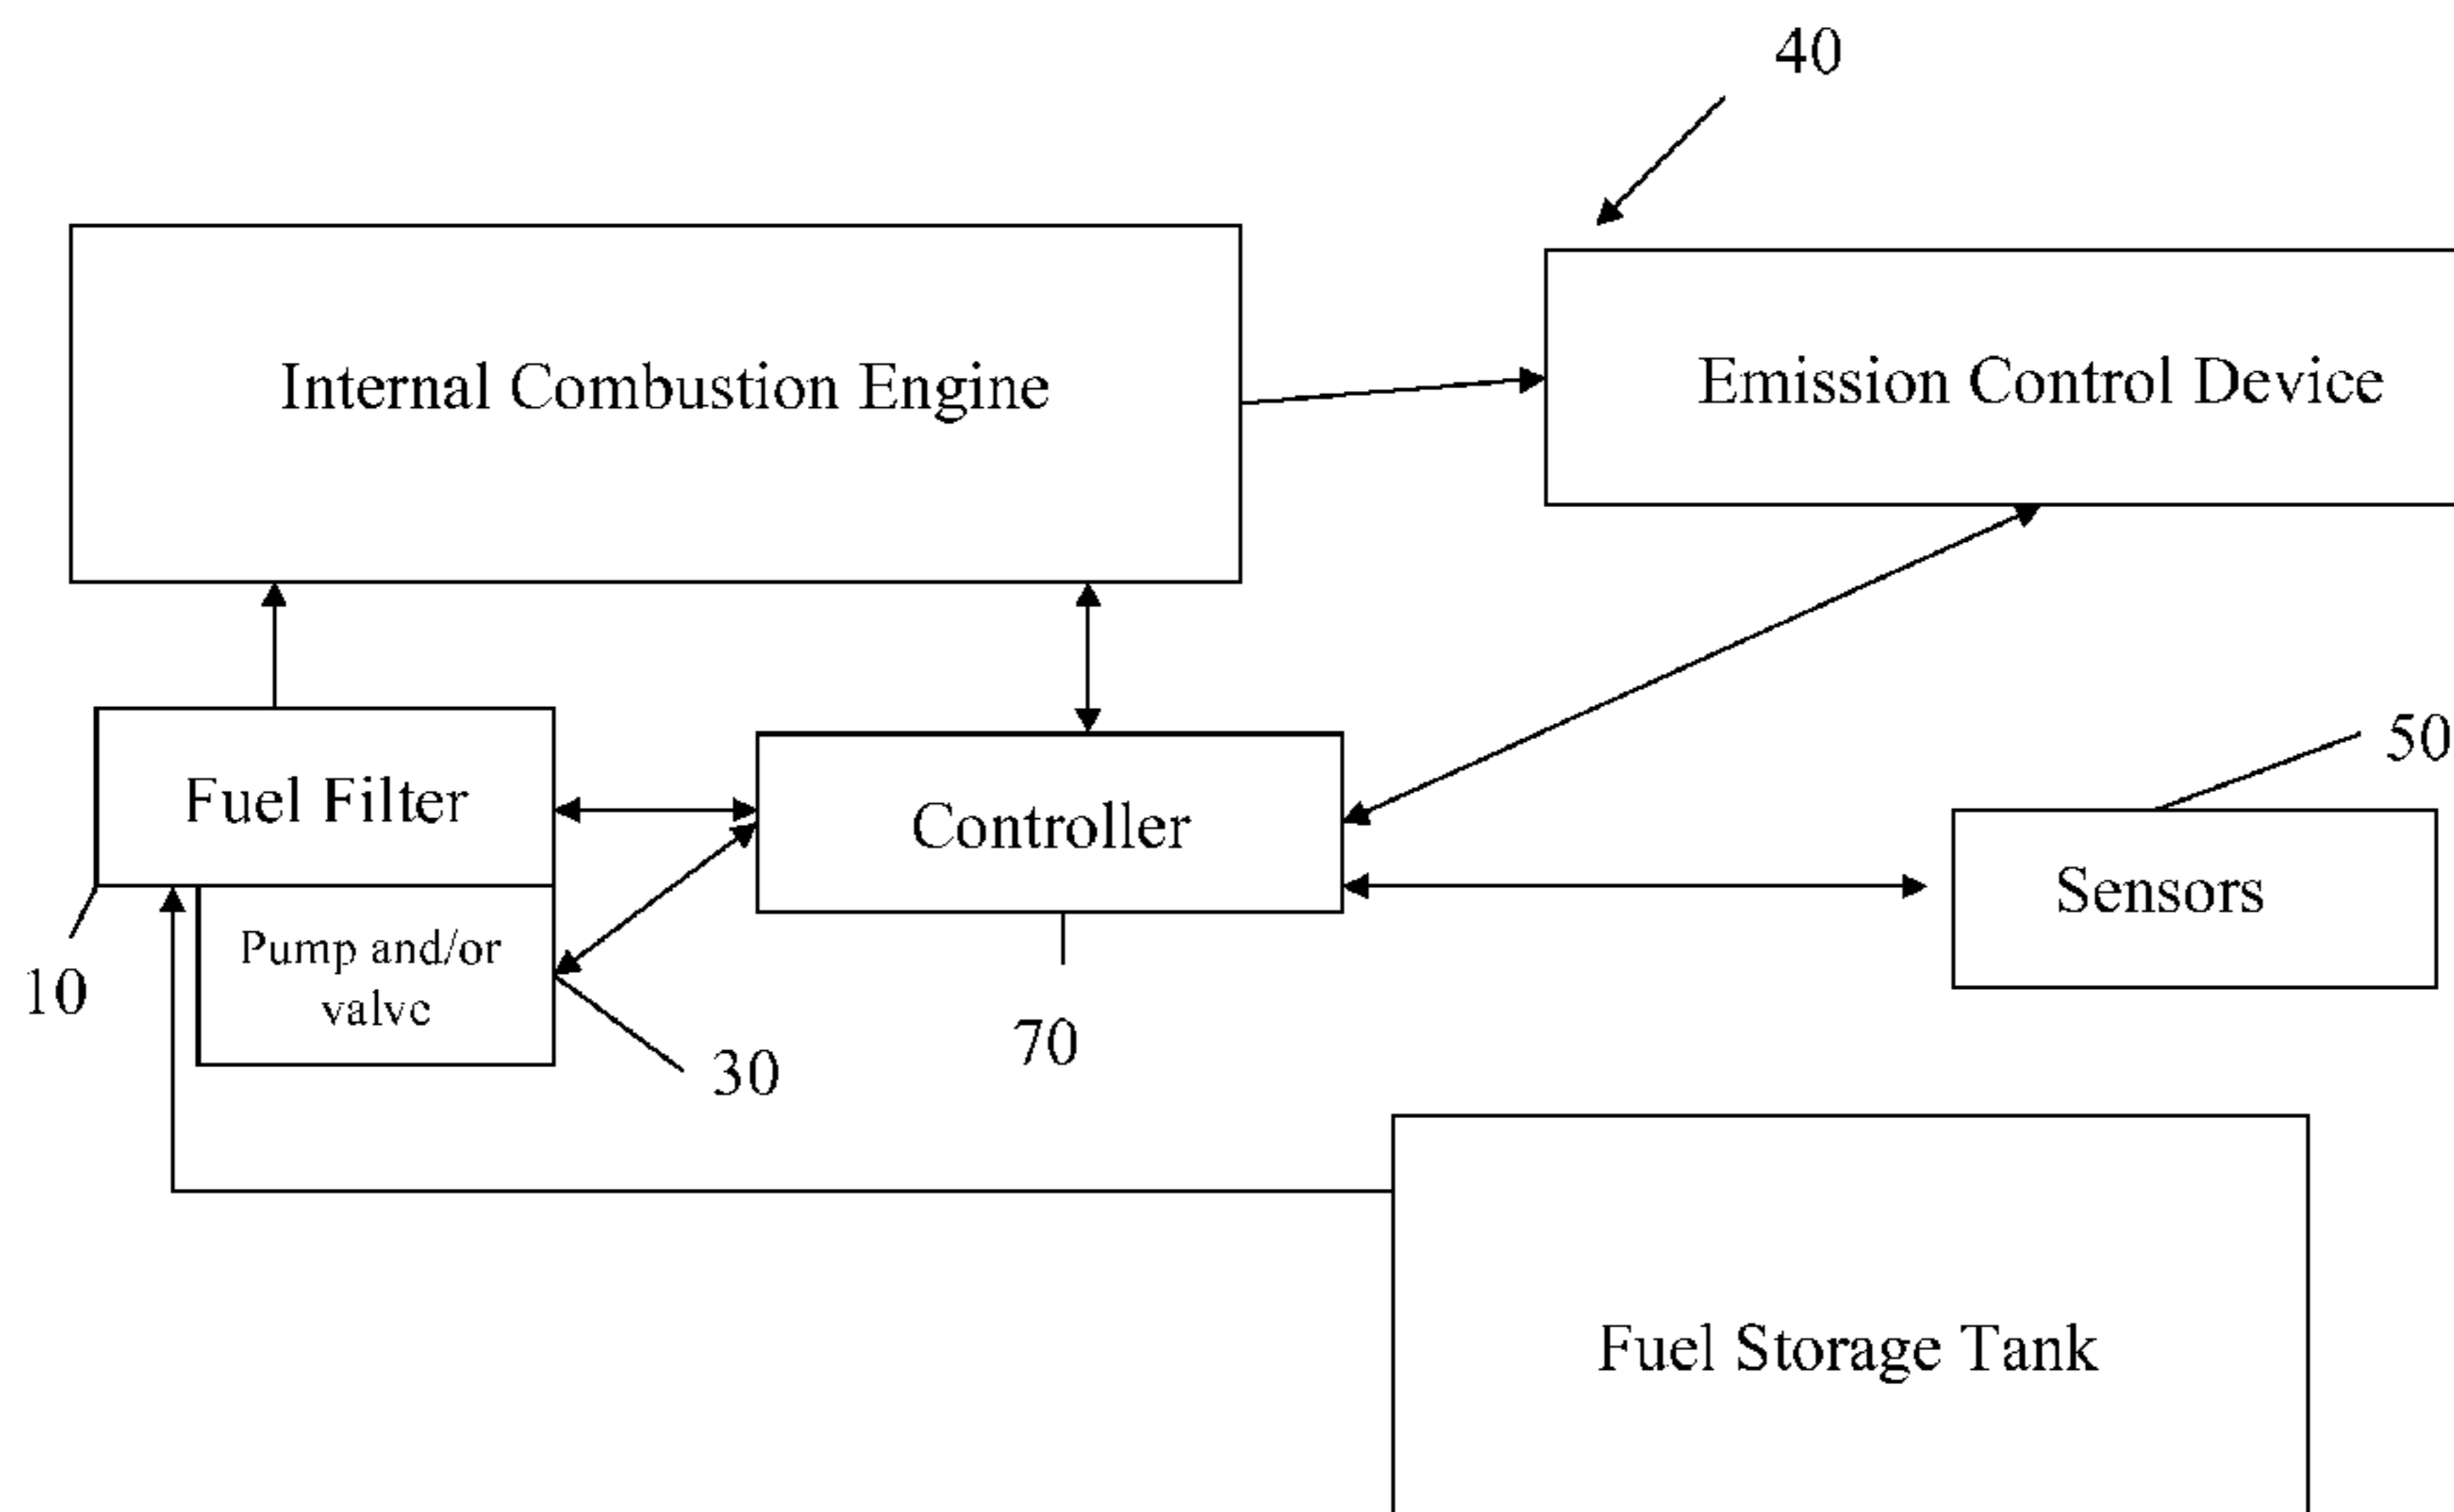 40
Internal Combustion Engine
Emission Control Device
50
Fuel Filter
Controller
Sensors
Pump and/or
valve
10
70
30
Fuel Storage Tank